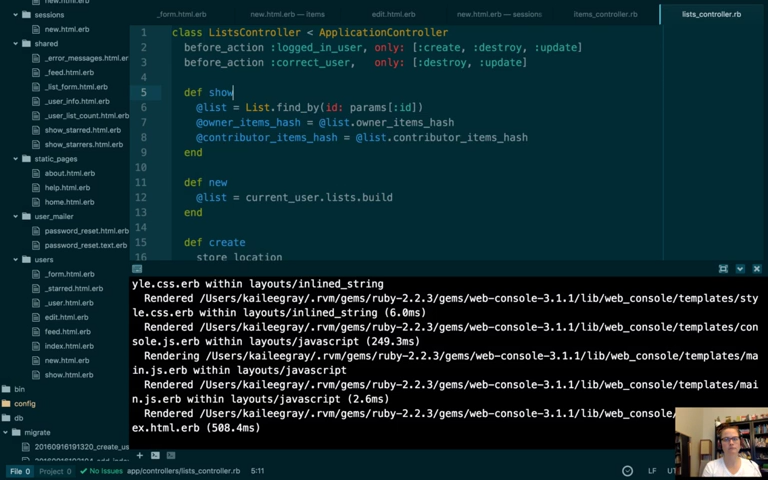 sessions
new.html.erb
shared
_error_messages.html.
_feed.html.erb
_list_form.html.erb
_user_info.html.erb
_user_list_count.html.erb
show_starred.html.erb
show_starrers.html.erb
static_pages
about.html.erb
help.html.erb
home.html.erb
user_mailer
password_reset.html.erb
password_reset.text.erb
users
_form.html.erb
_starred.html.erb
_user.html.erb
edit.html.erb
feed.html.erb
index.html.erb
new.html.erb
show.html.erb
bin
config
db
migrate
20160916191320_create_us
_form.html.erb
new.html.erb — items
edit.html.erb
new.html.erb — sessions
items_controller.rb
lists_controller.rb
1 class ListsController < ApplicationController
2 before_action :logged_in_user, only: [:create, :destroy, :update]
3 before_action :correct_user, only: [:destroy, :update]
4
5 def show
6 @list = List.find_by(id: params[:id])
7 @owner_items_hash = @list.owner_items_hash
8 @contributor_items_hash = @list.contributor_items_hash
9 end
10
11 def new
12 @list = current_user.lists.build
13 end
14
15 def create
16 store_location
yle.css.erb within layouts/inlined_string
Rendered /Users/kaileegray/.rvm/gems/ruby-2.2.3/gems/web-console-3.1.1/lib/web_console/templates/sty
le.css.erb within layouts/inlined_string (6.0ms)
Rendered /Users/kaileegray/.rvm/gems/ruby-2.2.3/gems/web-console-3.1.1/lib/web_console/templates/con
sole.js.erb within layouts/javascript (249.3ms)
Rendering /Users/kaileegray/.rvm/gems/ruby-2.2.3/gems/web-console-3.1.1/lib/web_console/templates/ma
in.js.erb within layouts/javascript
Rendered /Users/kaileegray/.rvm/gems/ruby-2.2.3/gems/web-console-3.1.1/lib/web_console/templates/mai
n.js.erb within layouts/javascript (2.6ms)
Rendered /Users/kaileegray/.rvm/gems/ruby-2.2.3/gems/web-console-3.1.1/lib/web_console/
ex.html.erb (508.4ms)
File 0 Project 0 No Issues app/controllers/lists_controller.rb 5:11 LF UT